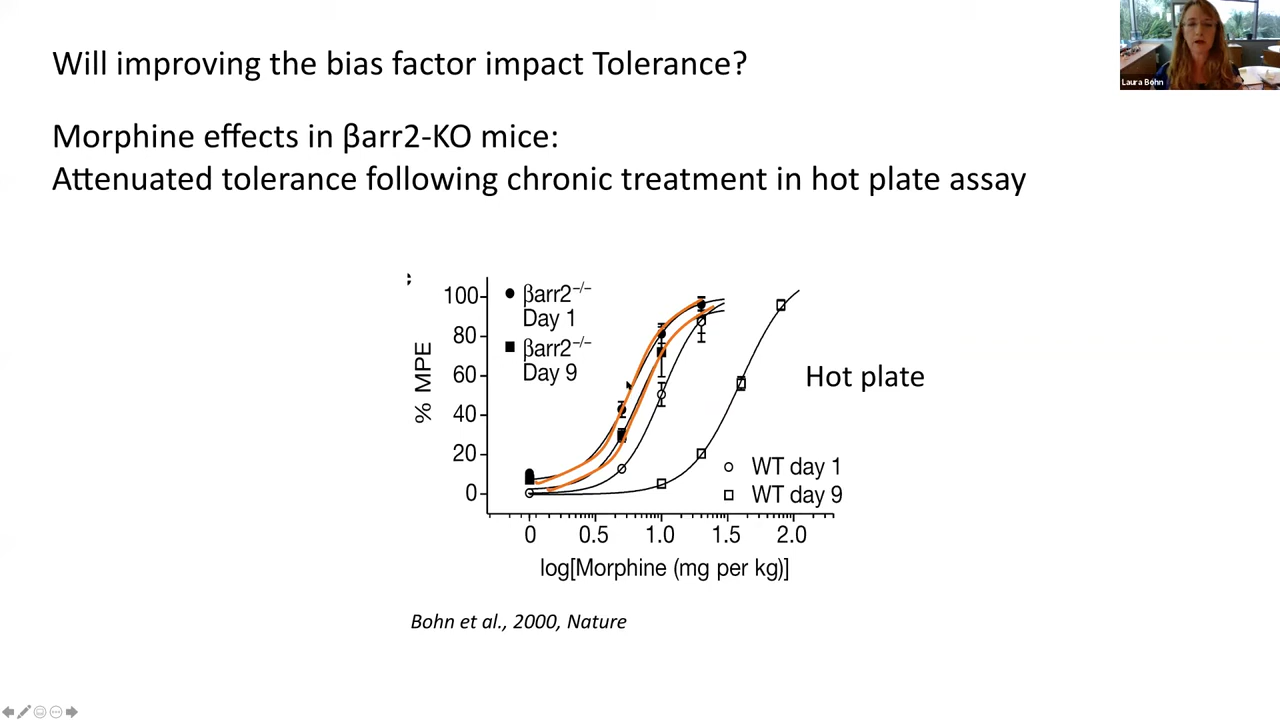 Will improving the bias factor impact Tolerance?
Laura Bohn
Morphine effects in βarr2-KO mice:
Attenuated tolerance following chronic treatment in hot plate assay
βarr2−/−
Day 1
βarr2−/−
Day 9
100
80
60
40
20
0
% MPE
Hot plate
WT day 1
WT day 9
0 0.5 1.0 1.5 2.0
log[Morphine (mg per kg)]
Bohn et al., 2000, Nature